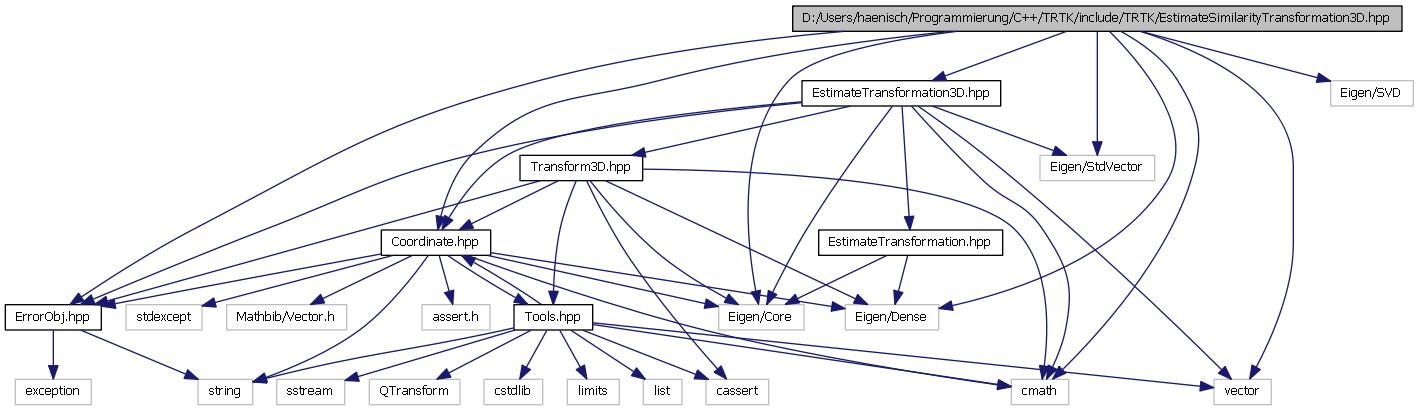 D:/Users/haenisch/Programmierung/C++/TRTK/include/TRTK/EstimateSimilarityTransformation3D.hpp
EstimateTransformation3D.hpp
Eigen/SVD
Transform3D.hpp
Eigen/StdVector
Coordinate.hpp
EstimateTransformation.hpp
ErrorObj.hpp
stdexcept
Mathbib/Vector.h
assert.h
Tools.hpp
Eigen/Core
Eigen/Dense
exception
string
sstream
QTransform
cstdlib
limits
list
cassert
cmath
vector